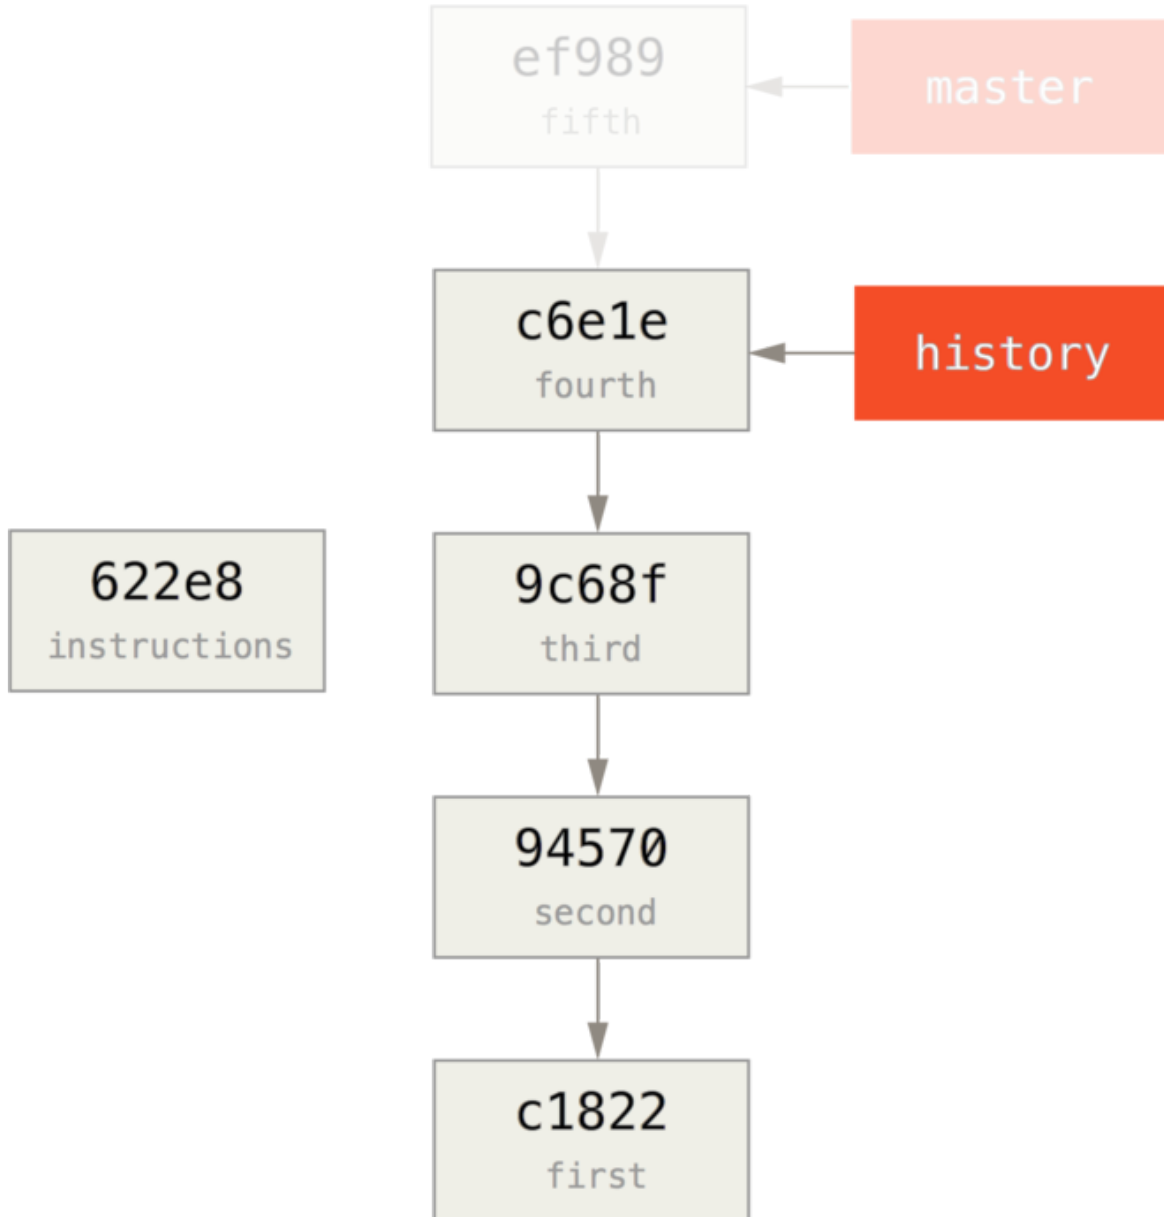 ef989
fifth
master
c6e1e
fourth
history
622e8
instructions
9c68f
third
94570
second
c1822
first